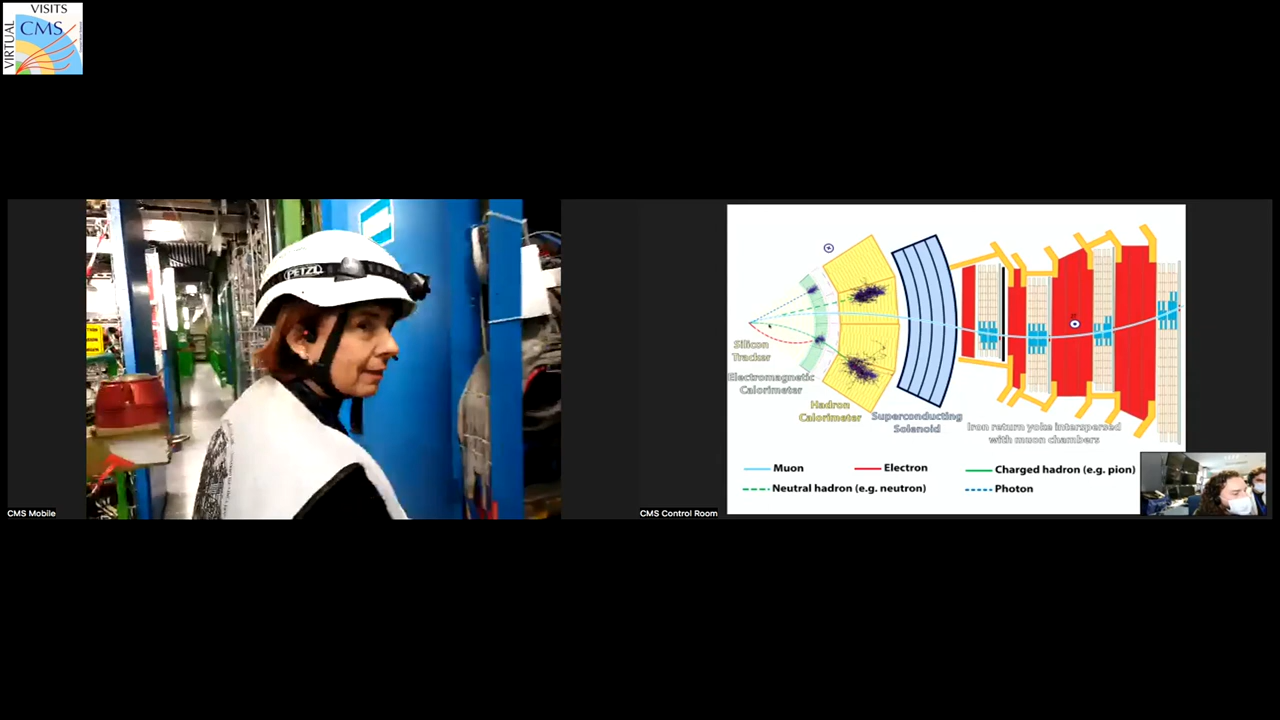 VISITS
CMS
VIRTUAL
PETZL
Silicon
Tracker
Electromagnetic
Calorimeter
Hadron
Calorimeter
Superconducting
Solenoid
Iron return yoke interspersed
with muon chambers
Muon
Electron
Charged hadron (e.g. pion)
Neutral hadron (e.g. neutron)
Photon
CMS Mobile
CMS Control Room